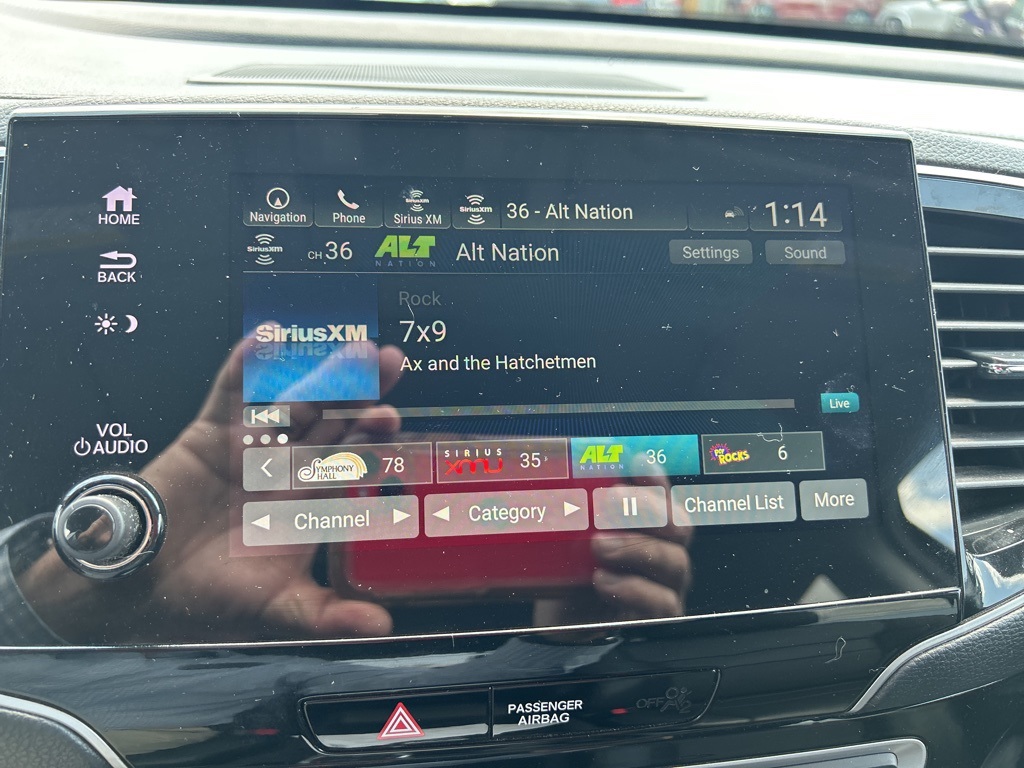 HOME
BACK
VOL
AUDIO
Navigation
Phone
SiriusXM
Sirius XM
SiriusXM
36 - Alt Nation
1:14
SiriusXM
CH 36
ALT
NATION
Alt Nation
Settings
Sound
SiriusXM
Rock
7x9
Ax and the Hatchetmen
Live
SYMPHONY
HALL
78
SIRIUS
xmu
35
ALT
NATION
36
POP
ROCKS
6
Channel
Category
Channel List
More
PASSENGER
AIRBAG
OFF